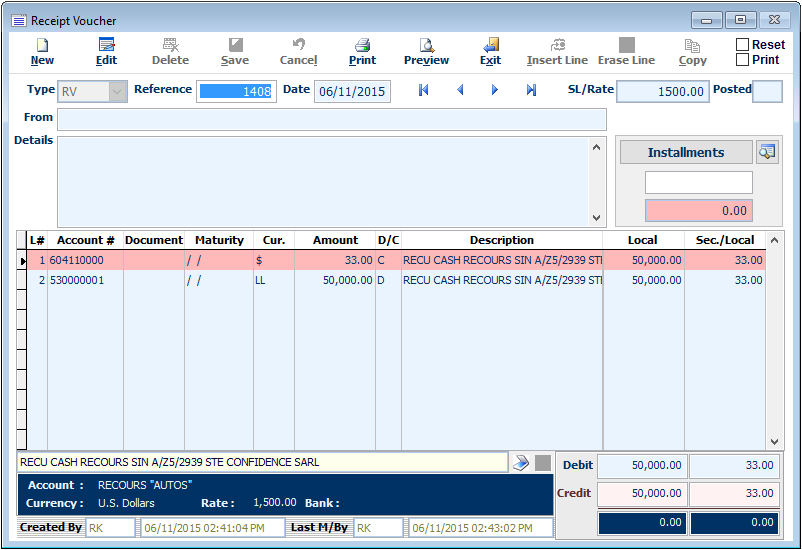 Receipt Voucher
New Edit Delete Save Cancel Print Preview Exit Insert Line Erase Line Copy Reset
Print
Type RV Reference 1408 Date 06/11/2015 SL/Rate 1500.00 Posted
From
Details
Installments
0.00
L# Account # Document Maturity Cur. Amount D/C Description Local Sec./Local
1 604110000 / / $ 33.00 C RECU CASH RECOURS SIN A/Z5/2939 STE 50,000.00 33.00
2 530000001 / / LL 50,000.00 D RECU CASH RECOURS SIN A/Z5/2939 STE 50,000.00 33.00
RECU CASH RECOURS SIN A/Z5/2939 STE CONFIDENCE SARL
Debit 50,000.00 33.00
Account : RECOURS "AUTOS"
Credit 50,000.00 33.00
Currency : U.S. Dollars Rate : 1,500.00 Bank :
0.00 0.00
Created By RK 06/11/2015 02:41:04 PM Last M/By RK 06/11/2015 02:43:02 PM